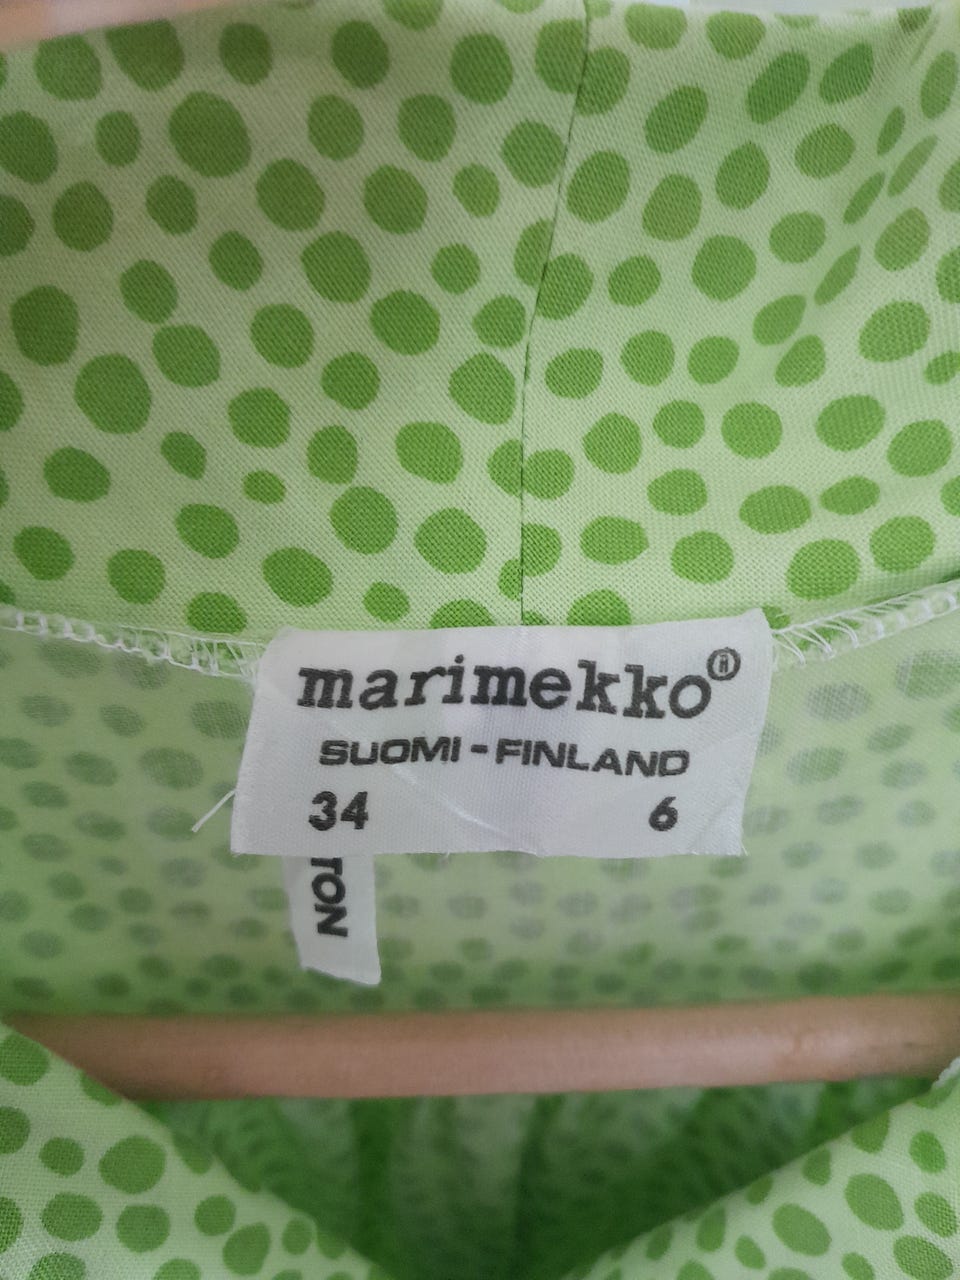 marimekko®
SUOMI - FINLAND
34 6
TON